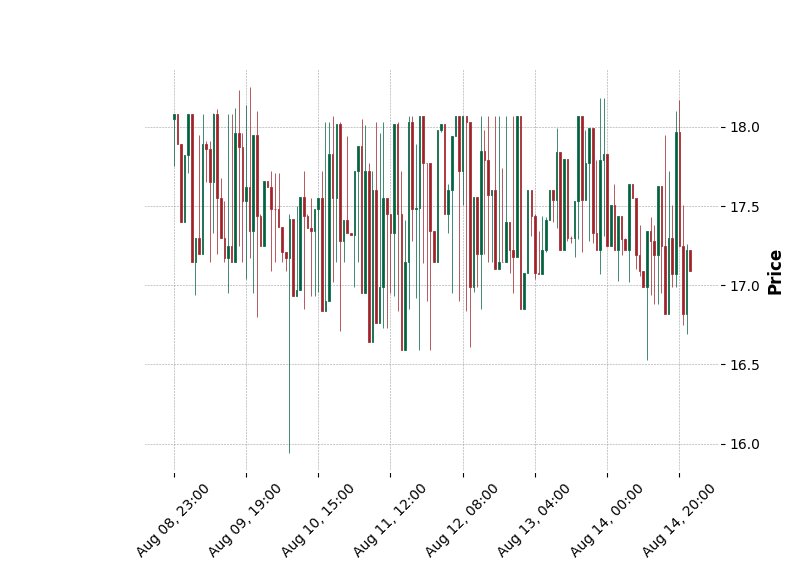 18.0
17.5
17.0
16.5
16.0
Price
Aug 08, 23:00
Aug 09, 19:00
Aug 10, 15:00
Aug 11, 12:00
Aug 12, 08:00
Aug 13, 04:00
Aug 14, 00:00
Aug 14, 20:00